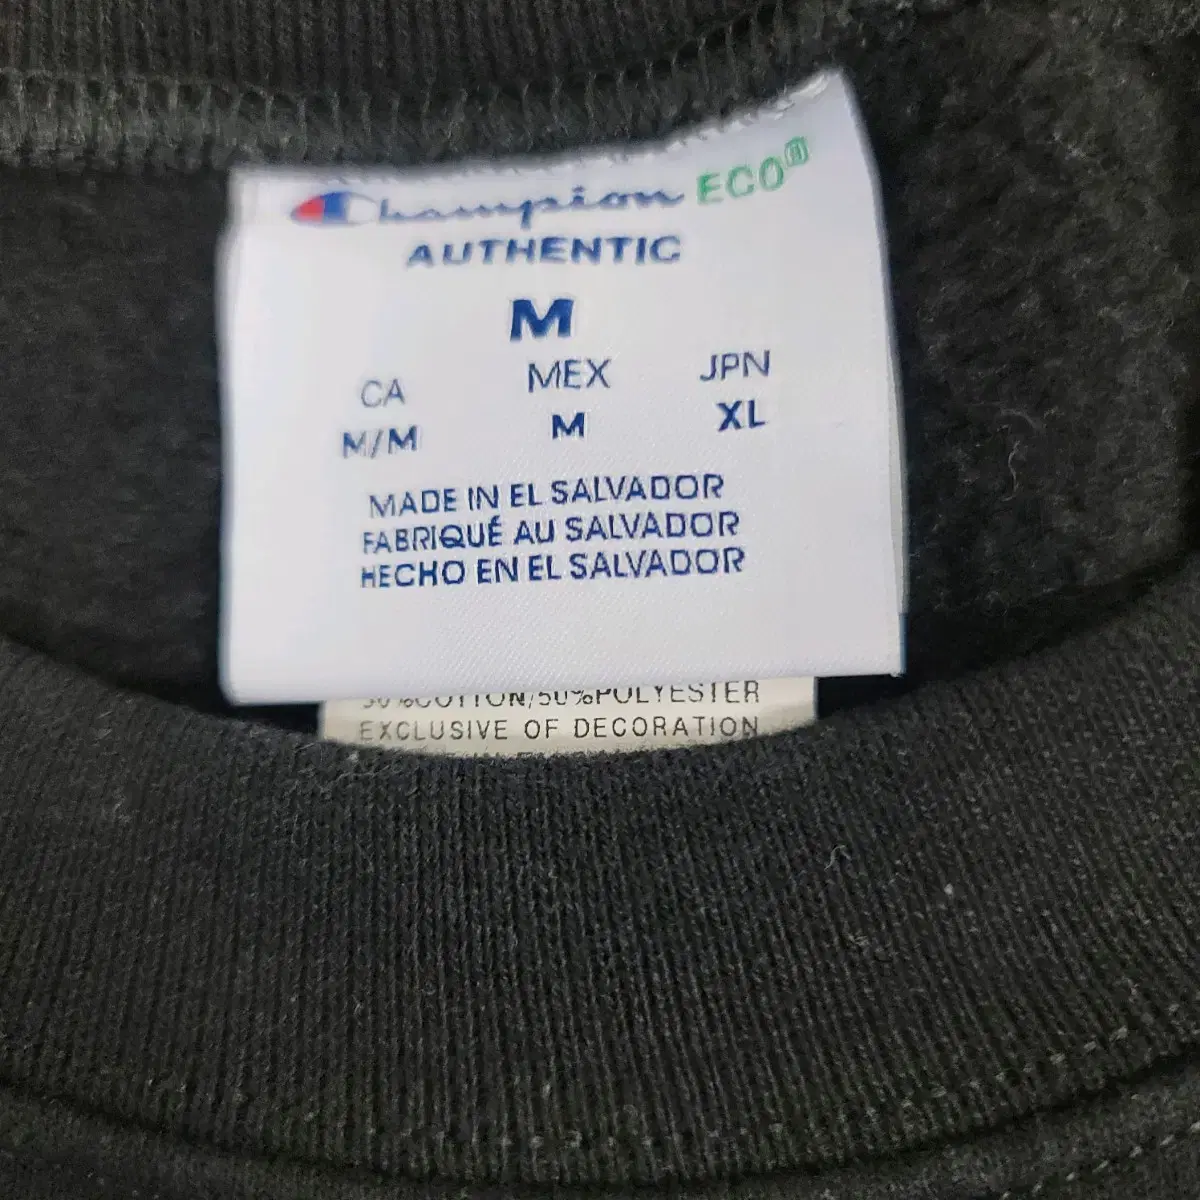 Champion ECO®
AUTHENTIC
M
CA MEX JPN
M/M M XL
MADE IN EL SALVADOR
FABRIQUÉ AU SALVADOR
HECHO EN EL SALVADOR
50%COTTON/50%POLYESTER
EXCLUSIVE OF DECORATION